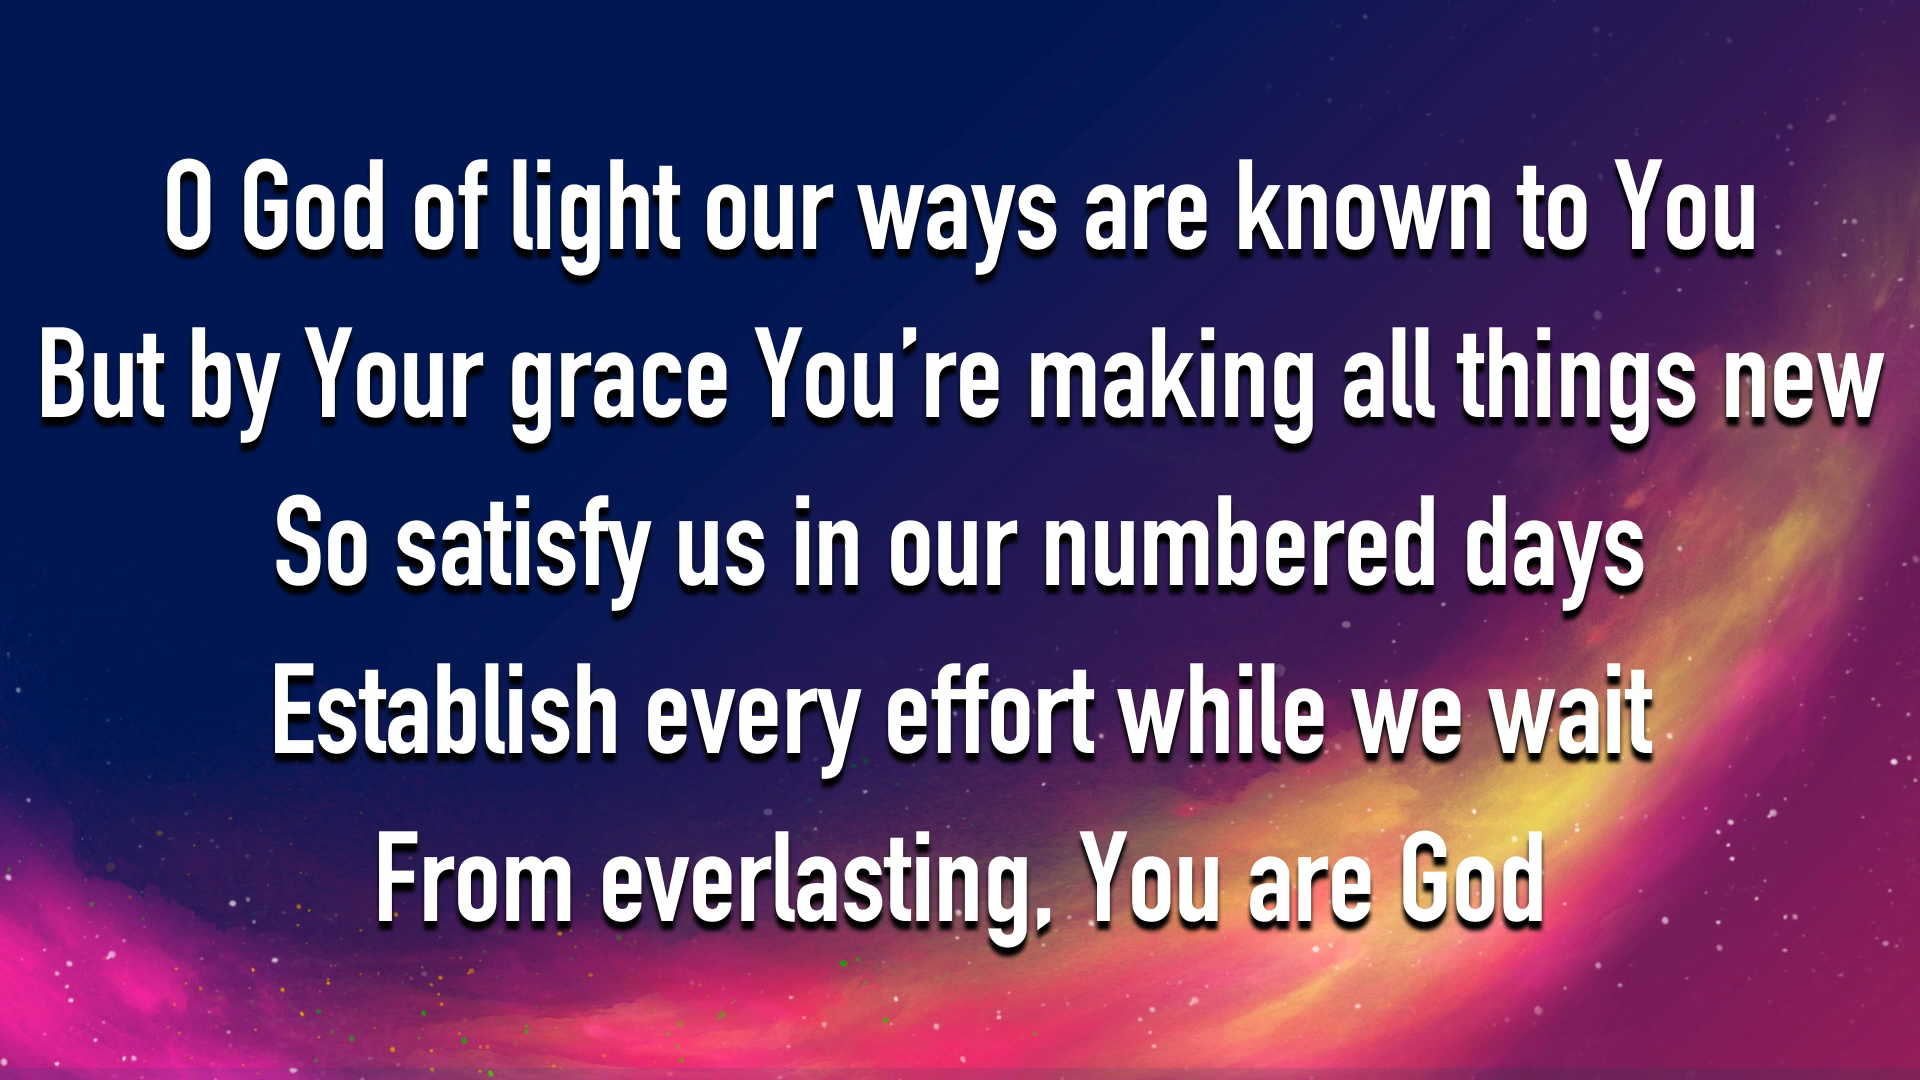 O God of light our ways are known to You
But by Your grace You’re making all things new
So satisfy us in our numbered days
Establish every effort while we wait
From everlasting, You are God